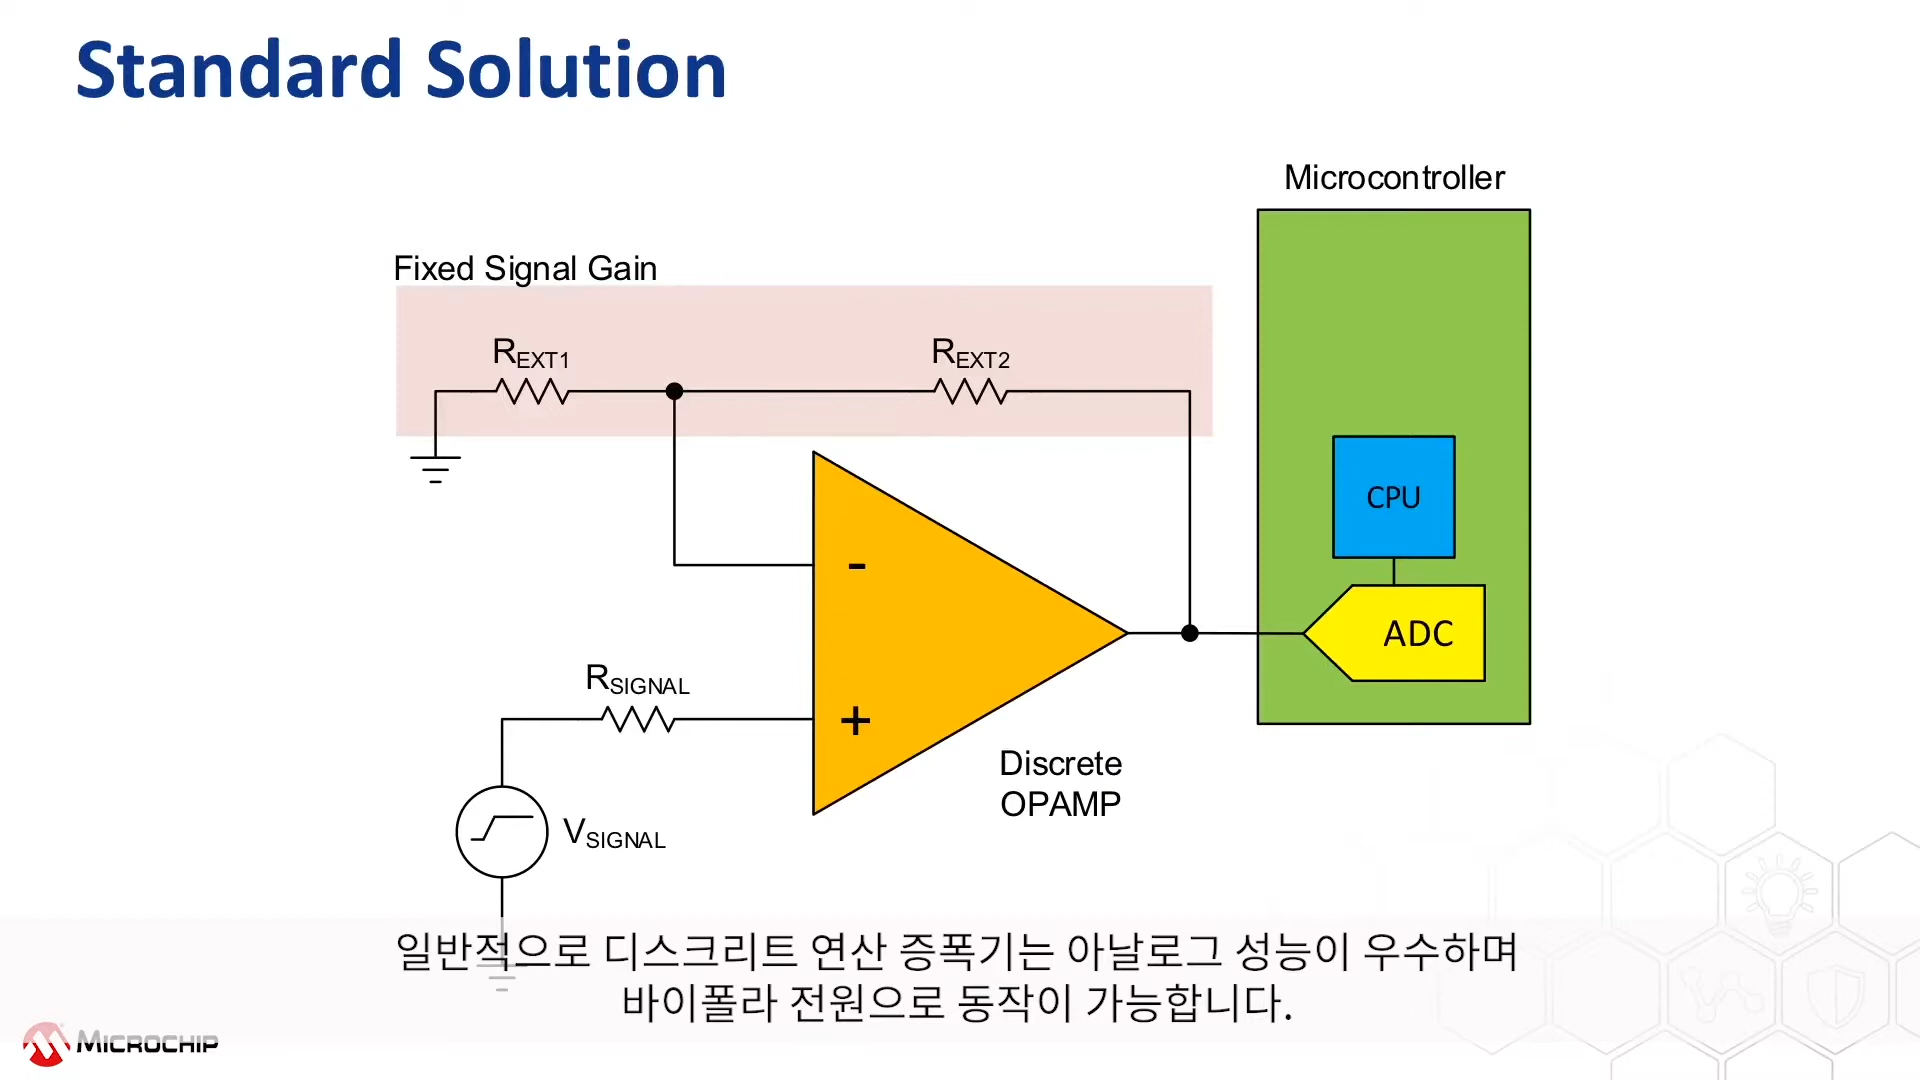 Standard Solution
Microcontroller
Fixed Signal Gain
REXT1
REXT2
CPU
-
ADC
RSIGNAL
+
Discrete
OPAMP
VSIGNAL
일반적으로 디스크리트 연산 증폭기는 아날로그 성능이 우수하며
바이폴라 전원으로 동작이 가능합니다.
MICROCHIP